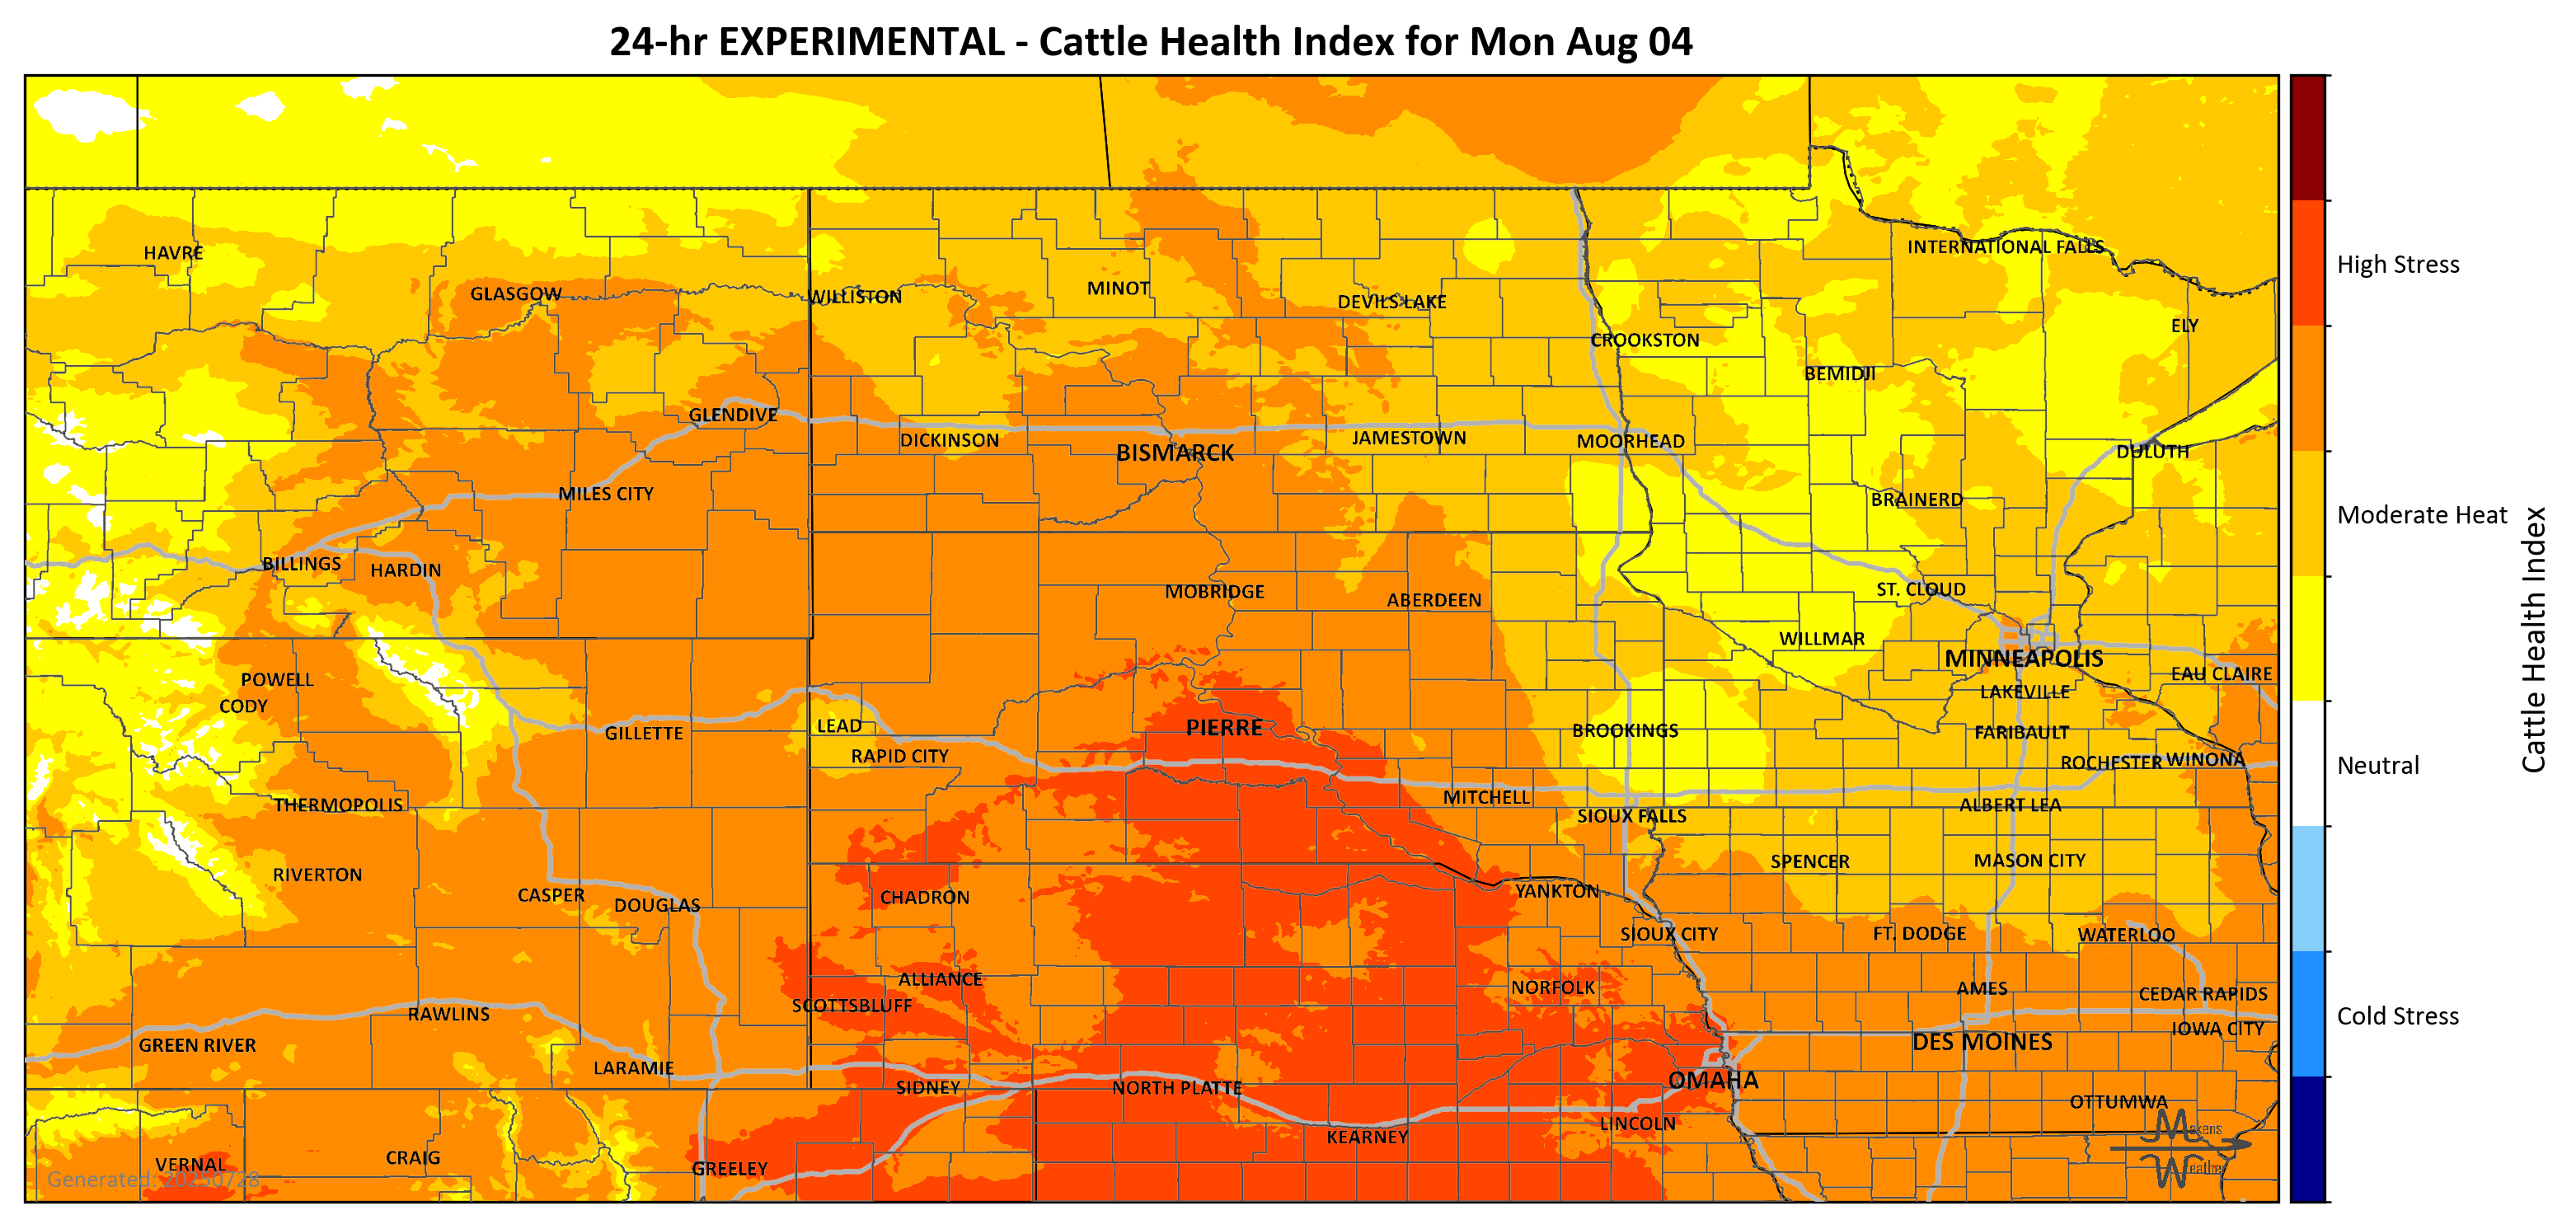 24-hr EXPERIMENTAL - Cattle Health Index for Mon Aug 04
HAVRE
INTERNATIONAL FALLS
GLASGOW
WILLISTON
MINOT
DEVILS LAKE
ELY
CROOKSTON
BEMIDJI
GLENDIVE
DICKINSON
BISMARCK
JAMESTOWN
MOORHEAD
DULUTH
MILES CITY
BRAINERD
BILLINGS
HARDIN
MOBRIDGE
ABERDEEN
ST. CLOUD
WILLMAR
MINNEAPOLIS
POWELL
EAU CLAIRE
CODY
LAKEVILLE
GILLETTE
LEAD
PIERRE
BROOKINGS
FARIBAULT
RAPID CITY
ROCHESTER
WINONA
THERMOPOLIS
MITCHELL
SIOUX FALLS
ALBERT LEA
RIVERTON
SPENCER
MASON CITY
CASPER
DOUGLAS
CHADRON
YANKTON
SIOUX CITY
FT. DODGE
WATERLOO
ALLIANCE
NORFOLK
AMES
CEDAR RAPIDS
SCOTTSBLUFF
RAWLINS
IOWA CITY
GREEN RIVER
DES MOINES
LARAMIE
SIDNEY
NORTH PLATTE
OMAHA
OTTUMWA
LINCOLN
KEARNEY
VERNAL
CRAIG
GREELEY
Generated: 20250728
Makens
Weather
High Stress
Moderate Heat
Neutral
Cold Stress
Cattle Health Index